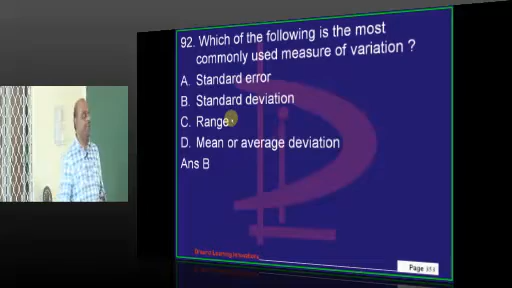 92. Which of the following is the most
commonly used measure of variation ?
A. Standard error
B. Standard deviation
C. Range
D. Mean or average deviation
Ans B
Page